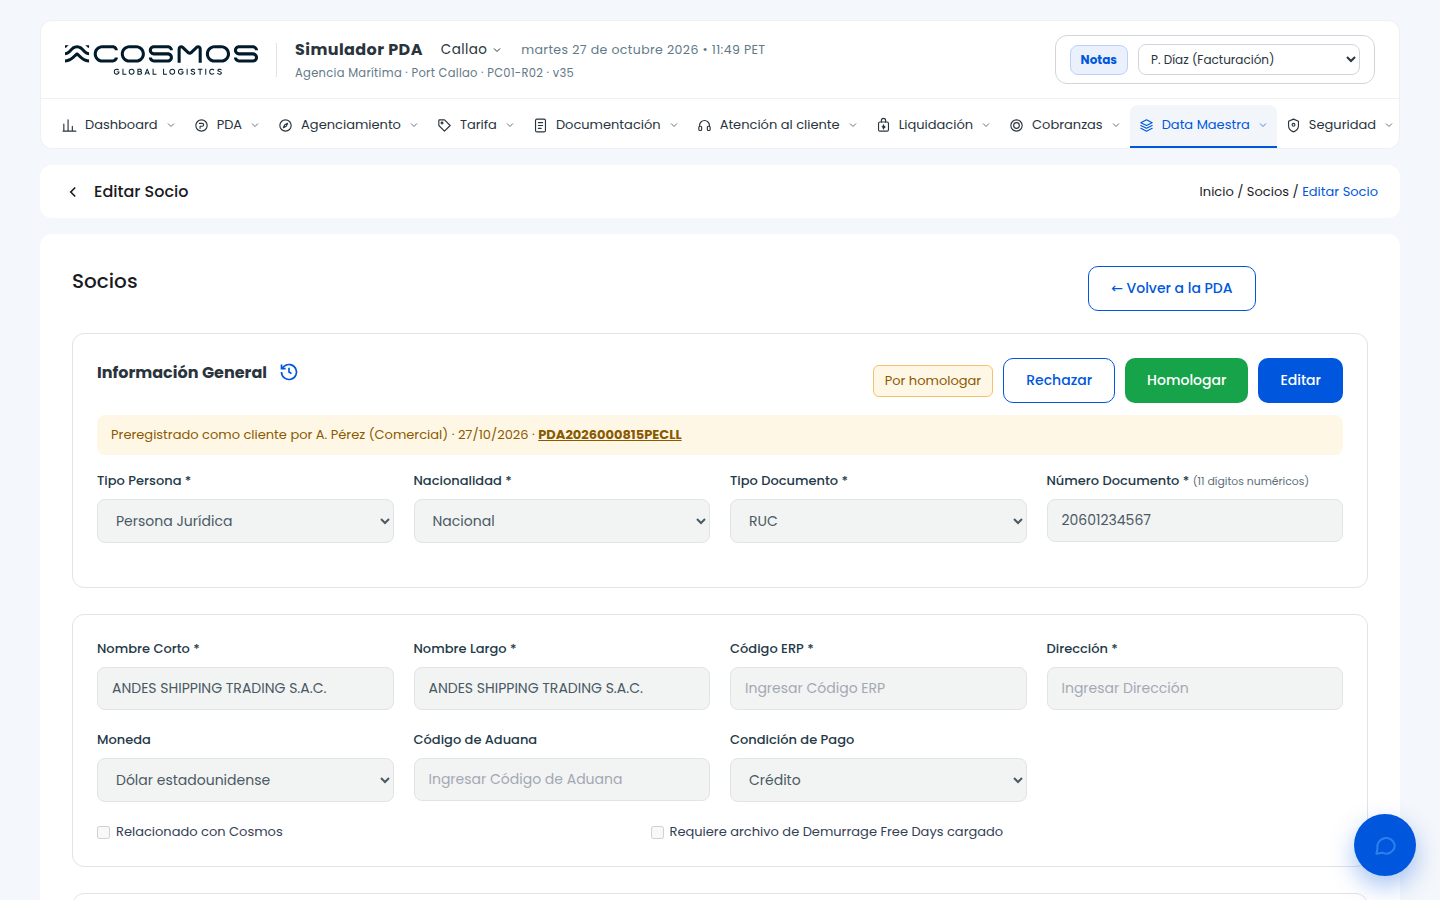 COSMOS
GLOBAL LOGISTICS
Simulador PDA Callao martes 27 de octubre 2026 • 11:49 PET
Agencia Marítima · Port Callao · PC01-R02 · v35
Notas P. Díaz (Facturación)
Dashboard PDA Agenciamiento Tarifa Documentación Atención al cliente Liquidación Cobranzas Data Maestra Seguridad
Editar Socio
Inicio / Socios / Editar Socio
Socios
← Volver a la PDA
Información General
Por homologar Rechazar Homologar Editar
Preregistrado como cliente por A. Pérez (Comercial) · 27/10/2026 · PDA2026000815PECLL
Tipo Persona * Nacionalidad * Tipo Documento * Número Documento * (11 digitos numéricos)
Persona Jurídica Nacional RUC 20601234567
Nombre Corto * Nombre Largo * Código ERP * Dirección *
ANDES SHIPPING TRADING S.A.C. ANDES SHIPPING TRADING S.A.C. Ingresar Código ERP Ingresar Dirección
Moneda Código de Aduana Condición de Pago
Dólar estadounidense Ingresar Código de Aduana Crédito
Relacionado con Cosmos Requiere archivo de Demurrage Free Days cargado